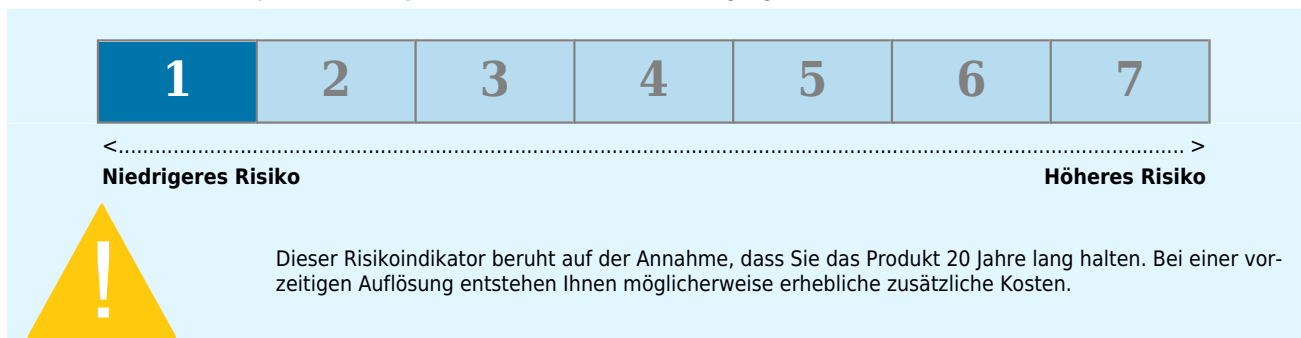 1 2 3 4 5 6 7
<.................................................................................................................................................................................. >
Niedrigeres Risiko Höheres Risiko
!
Dieser Risikoindikator beruht auf der Annahme, dass Sie das Produkt 20 Jahre lang halten. Bei einer vor-
zeitigen Auflösung entstehen Ihnen möglicherweise erhebliche zusätzliche Kosten.